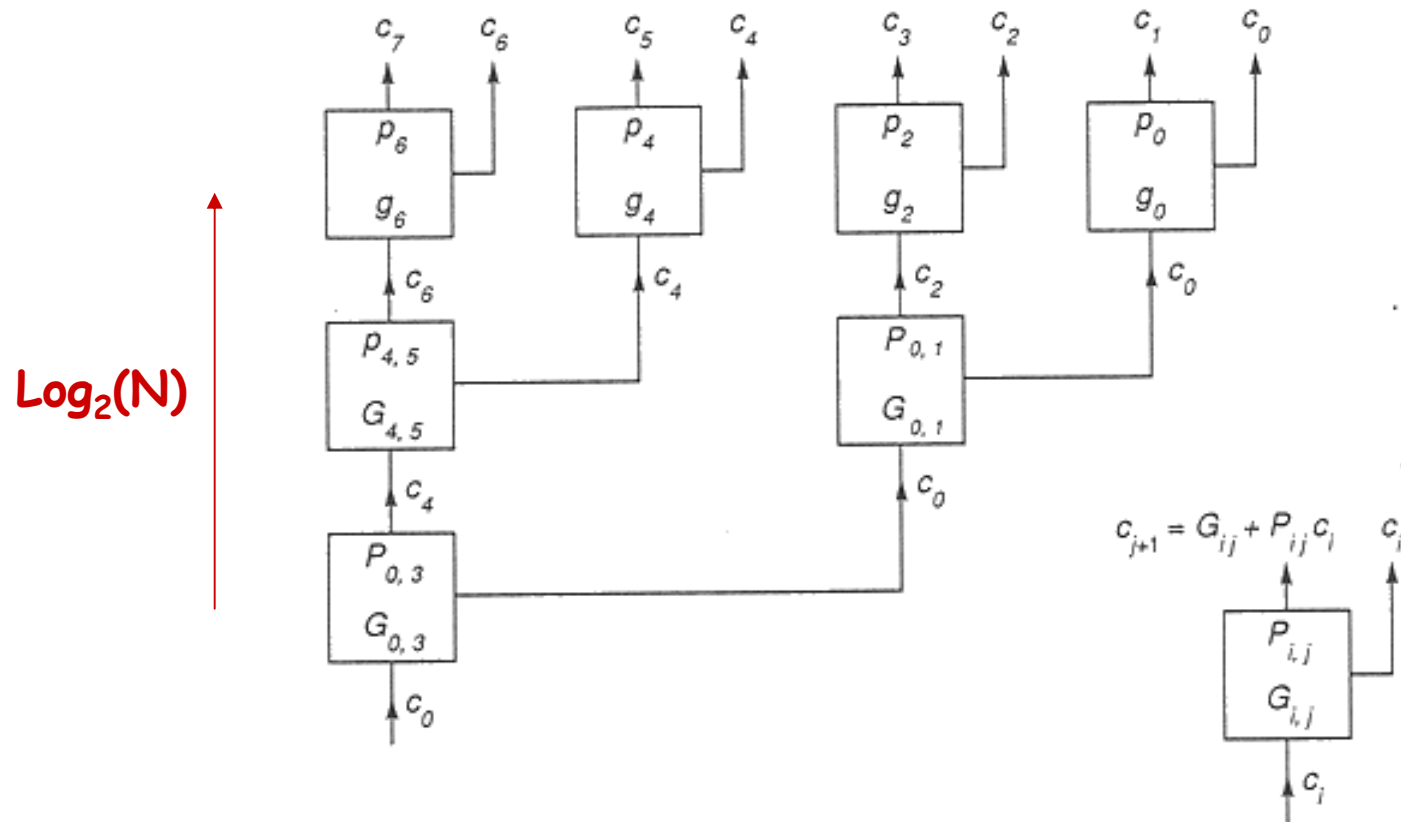 c₇ c₆ c₅ c₄ c₃ c₂ c₁ c₀
p₆ p₄ p₂ p₀
g₆ g₄ g₂ g₀
c₆ c₄ c₂ c₀
p₄,₅ P₀,₁
Log₂(N)
G₄,₅ G₀,₁
c₄ c₀
cⱼ₊₁ = Gᵢⱼ + Pᵢⱼcᵢ cᵢ
P₀,₃
G₀,₃
Pᵢ,ⱼ
Gᵢ,ⱼ
c₀
cᵢ